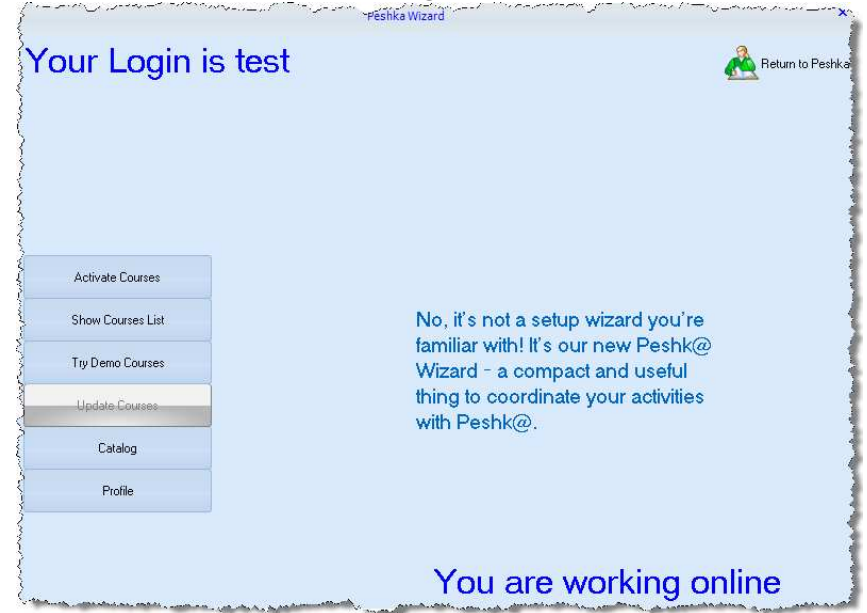 Peshka Wizard
Your Login is test
Return to Peshka
Activate Courses
Show Courses List
Try Demo Courses
Update Courses
Catalog
Profile
No, it's not a setup wizard you're
familiar with! It's our new Peshk@
Wizard - a compact and useful
thing to coordinate your activities
with Peshk@.
You are working online